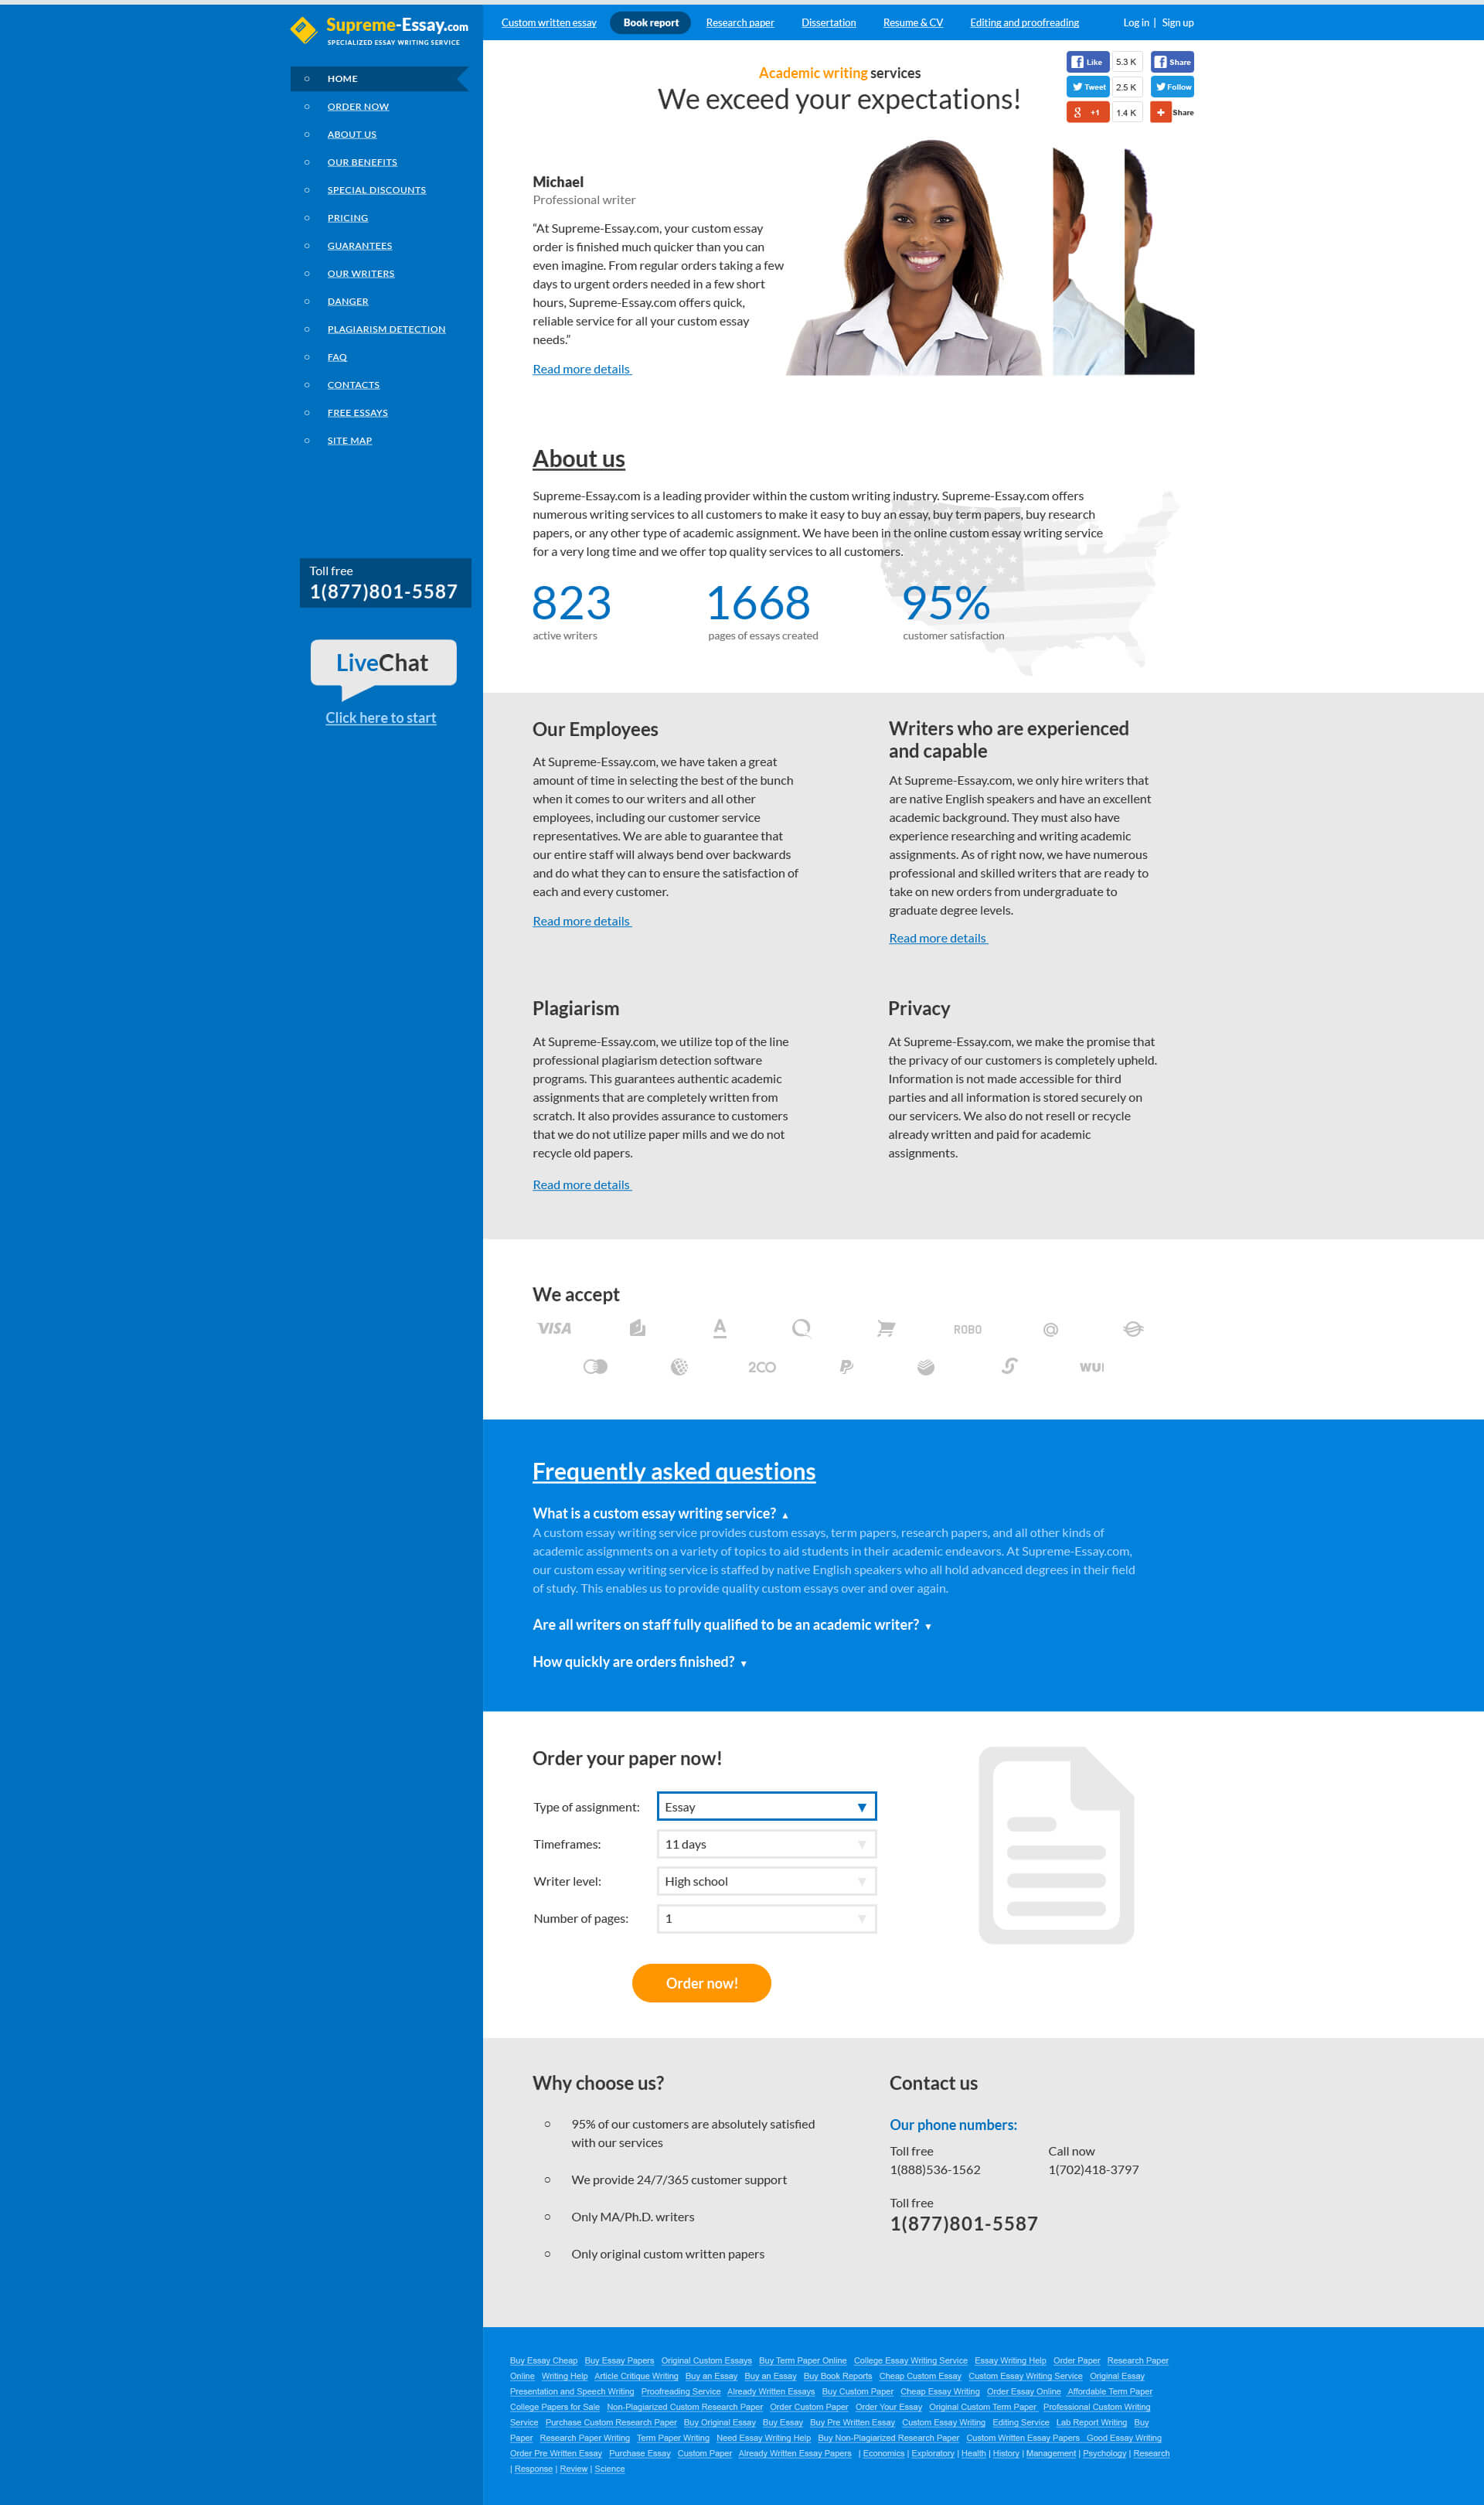 Supreme-Essay.com
SPECIALIZED ESSAY WRITING SERVICE
HOME
ORDER NOW
ABOUT US
OUR BENEFITS
SPECIAL DISCOUNTS
PRICING
GUARANTEES
OUR WRITERS
DANGER
PLAGIARISM DETECTION
FAQ
CONTACTS
FREE ESSAYS
SITE MAP
Toll free
1(877)801-5587
LiveChat
Click here to start
Custom written essay Book report Research paper Dissertation Resume & CV Editing and proofreading Log in | Sign up
Academic writing services
We exceed your expectations!
Like 5.3 K Share
Tweet 2.5 K Follow
+1 1.4 K Share
Michael
Professional writer
“At Supreme-Essay.com, your custom essay
order is finished much quicker than you can
even imagine. From regular orders taking a few
days to urgent orders needed in a few short
hours, Supreme-Essay.com offers quick,
reliable service for all your custom essay
needs.”
Read more details
About us
Supreme-Essay.com is a leading provider within the custom writing industry. Supreme-Essay.com offers
numerous writing services to all customers to make it easy to buy an essay, buy term papers, buy research
papers, or any other type of academic assignment. We have been in the online custom writing service
for a very long time and we offer top quality services to all customers.
823 1668 95%
active writers pages of essays created customer satisfaction
Our Employees
At Supreme-Essay.com, we have taken a great
amount of time in selecting the best of the bunch
when it comes to our writers and all other
employees, including our customer service
representatives. We are able to guarantee that
our entire staff will always bend over backwards
and do what they can to ensure the satisfaction of
each and every customer.
Read more details
Writers who are experienced
and capable
At Supreme-Essay.com, we only hire writers that
are native English speakers and have an excellent
academic background. They must also have
experience researching and writing academic
assignments. As of right now, we have numerous
professional and skilled writers that are ready to
take on new orders from undergraduate to
graduate degree levels.
Read more details
Plagiarism
At Supreme-Essay.com, we utilize top of the line
professional plagiarism detection software
programs. This guarantees authentic academic
assignments that are completely written from
scratch. It also provides assurance to customers
that we do not utilize paper mills and we do not
recycle old papers.
Read more details
Privacy
At Supreme-Essay.com, we make the promise that
the privacy of our customers is completely upheld.
Information is not made accessible for third
parties and all information is stored securely on
our servicers. We also do not resell or recycle
already written and paid for academic
assignments.
We accept
VISA ROBO
2CO WU
Frequently asked questions
What is a custom essay writing service? ▲
A custom essay writing service provides custom essays, term papers, research papers, and all other kinds of
academic assignments on a variety of topics to aid students in their academic endeavors. At Supreme-Essay.com,
our custom essay writing service is staffed by native English speakers who all hold advanced degrees in their field
of study. This enables us to provide quality custom essays over and over again.
Are all writers on staff fully qualified to be an academic writer? ▼
How quickly are orders finished? ▼
Order your paper now!
Type of assignment: Essay
Timeframes: 11 days
Writer level: High school
Number of pages: 1
Order now!
Why choose us?
95% of our customers are absolutely satisfied
with our services
We provide 24/7/365 customer support
Only MA/Ph.D. writers
Only original custom written papers
Contact us
Our phone numbers:
Toll free Call now
1(888)536-1562 1(702)418-3797
Toll free
1(877)801-5587
Buy Essay Cheap Buy Essay Papers Original Custom Essays Buy Term Paper Online College Essay Writing Service Essay Writing Help Order Paper Research Paper
Online Writing Help Article Critique Writing Buy an Essay Buy an Essay Buy Book Reports Cheap Custom Essay Custom Essay Writing Service Original Essay
Presentation and Speech Writing Proofreading Service Already Written Essays Buy Custom Paper Cheap Essay Writing Order Essay Online Affordable Term Paper
College Papers for Sale Non-Plagiarized Custom Research Paper Order Custom Paper Order Your Essay Original Custom Term Paper Professional Custom Writing
Service Purchase Custom Research Paper Buy Original Essay Buy Essay Buy Pre Written Essay Custom Essay Writing Editing Service Lab Report Writing Buy
Paper Research Paper Writing Term Paper Writing Need Essay Writing Help Buy Non-Plagiarized Research Paper Custom Written Essay Papers Good Essay Writing
Order Pre Written Essay Purchase Essay Custom Paper Already Written Essay Papers | Economics | Exploratory | Health | History | Management | Psychology | Research
| Response | Review | Science